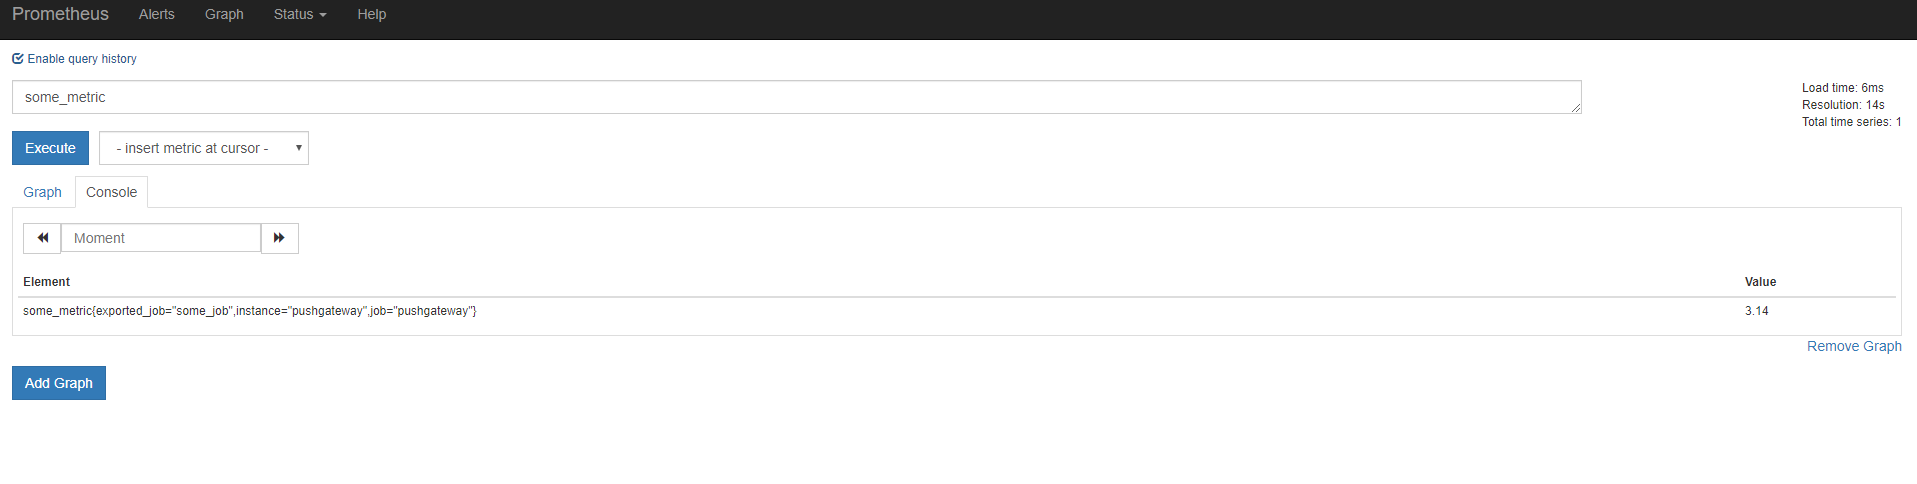 Prometheus Alerts Graph Status Help
Enable query history
some_metric
Load time: 6ms
Resolution: 14s
Total time series: 1
Execute - insert metric at cursor -
Graph Console
Moment
Element Value
some_metric{exported_job="some_job",instance="pushgateway",job="pushgateway"} 3.14
Remove Graph
Add Graph